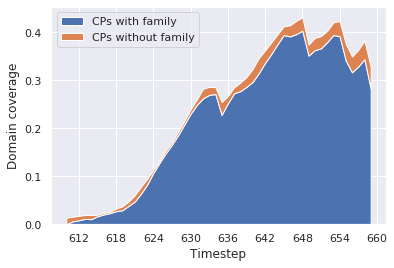 CPs with family
CPs without family
Domain coverage
0.4
0.3
0.2
0.1
0.0
612 618 624 630 636 642 648 654 660
Timestep